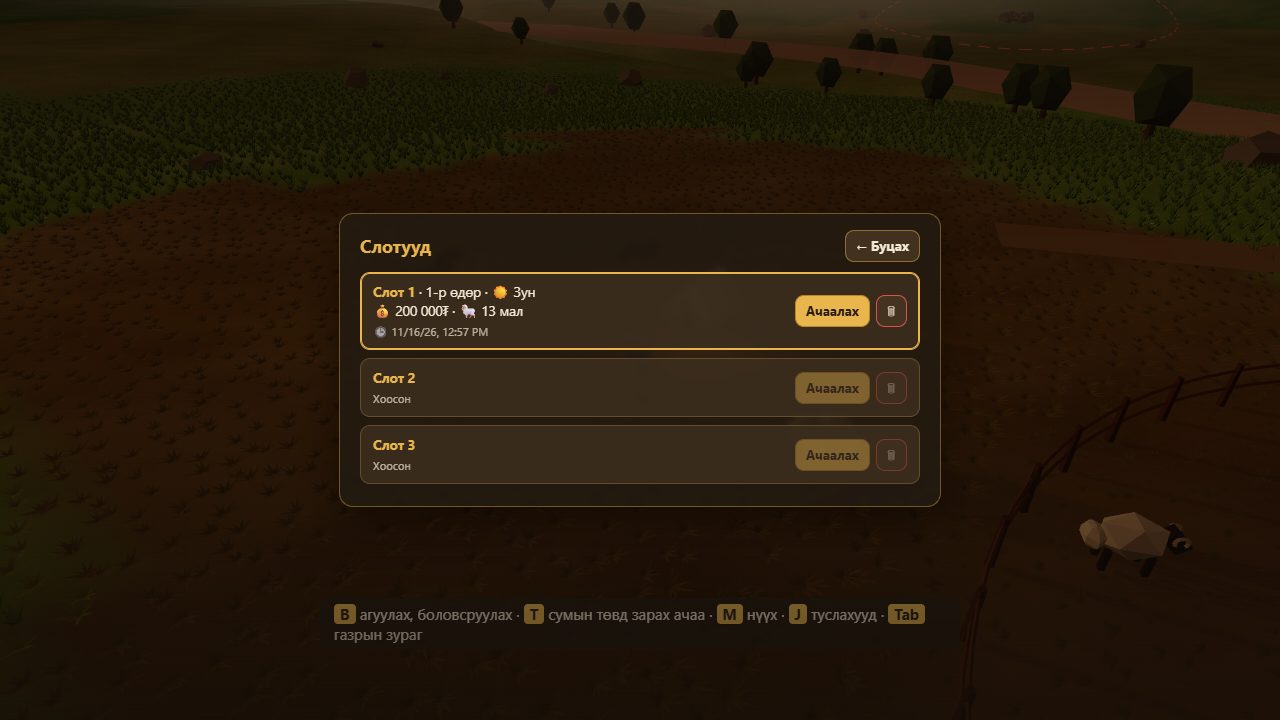 Слотууд
← Буцах
Слот 1 · 1-р өдөр · ☀️ Зун
💰 200 000₮ · 🐑 13 мал
🕒 11/16/26, 12:57 PM
Ачаалах
Слот 2
Хоосон
Ачаалах
Слот 3
Хоосон
Ачаалах
B агуулах, боловсруулах · T сумын төвд зарах ачаа · M нүүх · J туслахууд · Tab
газрын зураг